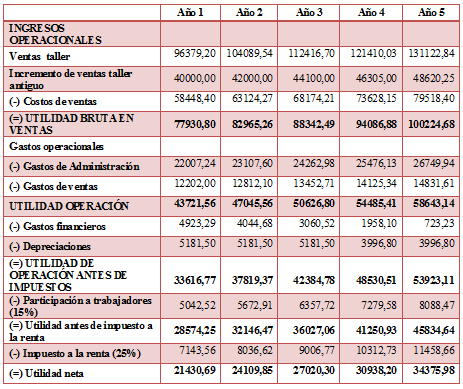 Año 1 Año 2 Año 3 Año 4 Año 5
INGRESOS
OPERACIONALES
Ventas taller 96379,20 104089,54 112416,70 121410,03 131122,84
Incremento de ventas taller
antiguo 40000,00 42000,00 44100,00 46305,00 48620,25
(-) Costos de ventas 58448,40 63124,27 68174,21 73628,15 79518,40
(=) UTILIDAD BRUTA EN
VENTAS 77930,80 82965,26 88342,49 94086,88 100224,68
Gastos operacionales
(-) Gastos de Administración 22007,24 23107,60 24262,98 25476,13 26749,94
(-) Gastos de ventas 12202,00 12812,10 13452,71 14125,34 14831,61
UTILIDAD OPERACIÓN 43721,56 47045,56 50626,80 54485,41 58643,14
(-) Gastos financieros 4923,29 4044,68 3060,52 1958,10 723,23
(-) Depreciaciones 5181,50 5181,50 5181,50 3996,80 3996,80
(=) UTILIDAD DE
OPERACIÓN ANTES DE
IMPUESTOS 33616,77 37819,37 42384,78 48530,51 53923,11
(-) Participación a trabajadores
(15%) 5042,52 5672,91 6357,72 7279,58 8088,47
(=) Utilidad antes de impuesto a
la renta 28574,25 32146,47 36027,06 41250,93 45834,64
(-) Impuesto a la renta (25%) 7143,56 8036,62 9006,77 10312,73 11458,66
(=) Utilidad neta 21430,69 24109,85 27020,30 30938,20 34375,98